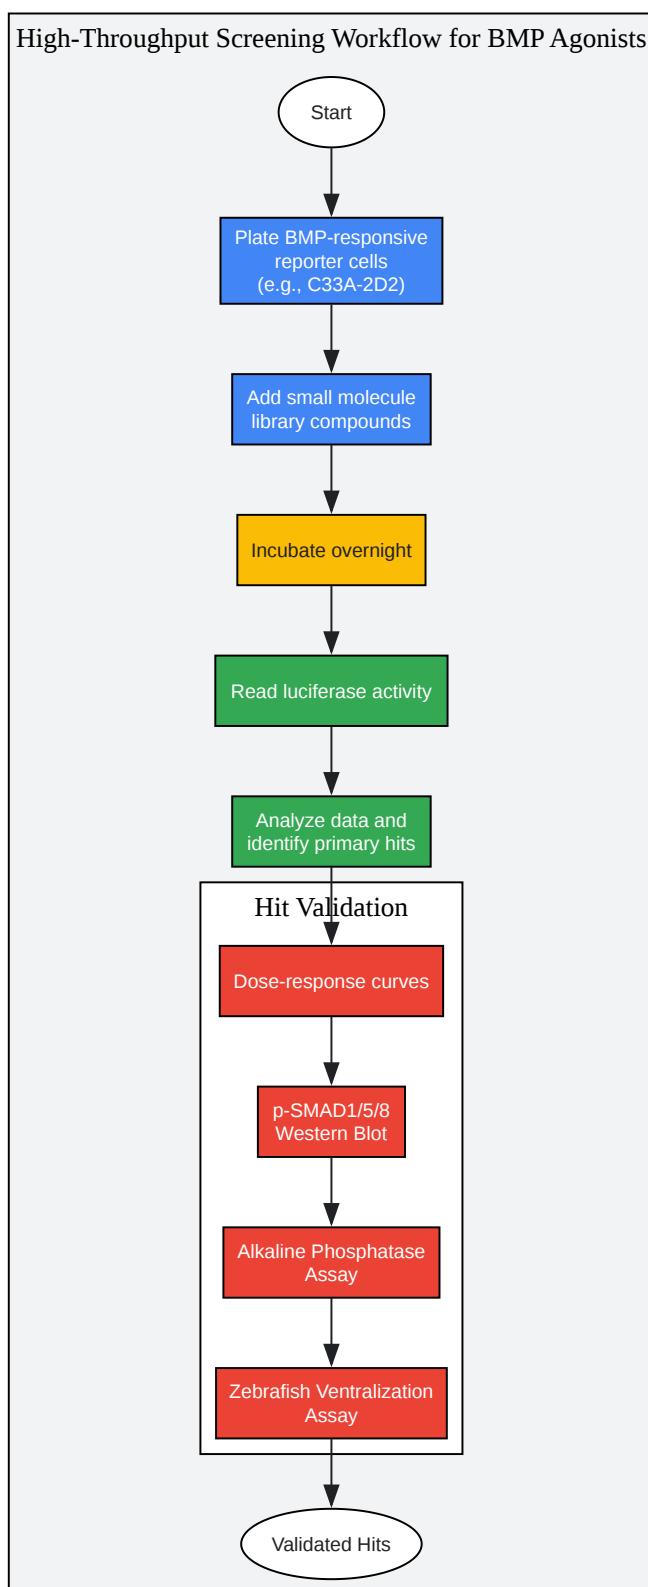 High-Throughput Screening Workflow for BMP Agonists
Start
Plate BMP-responsive
reporter cells
(e.g., C33A-2D2)
Add small molecule
library compounds
Incubate overnight
Read luciferase activity
Analyze data and
identify primary hits
Hit Validation
Dose-response curves
p-SMAD1/5/8
Western Blot
Alkaline Phosphatase
Assay
Zebrafish Ventralization
Assay
Validated Hits